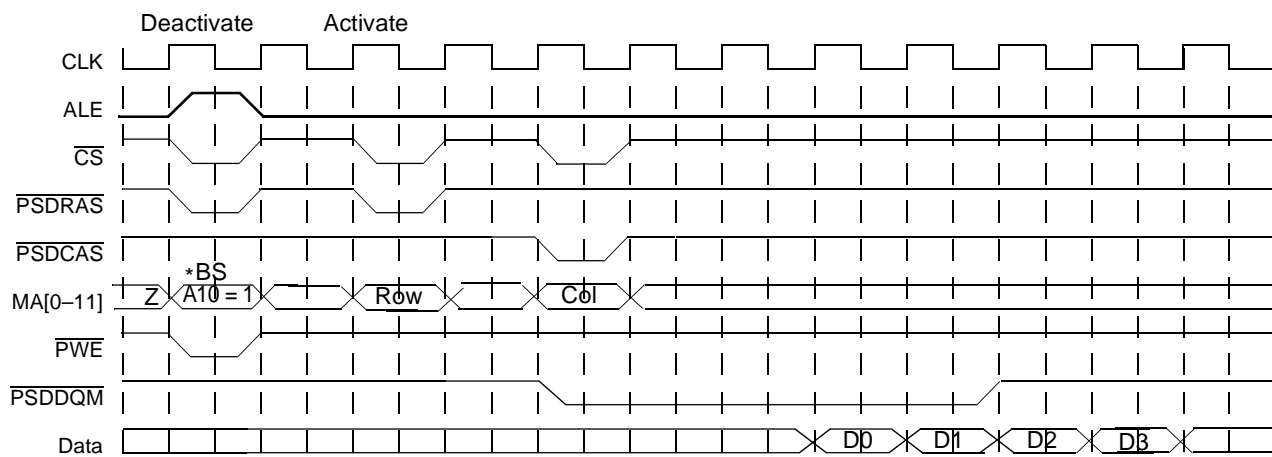 Deactivate Activate
CLK
ALE
CS
PSDRAS
PSDCAS
*BS
MA[0–11] Z A10 = 1 Row Col
PWE
PSDDQM
Data D0 D1 D2 D3